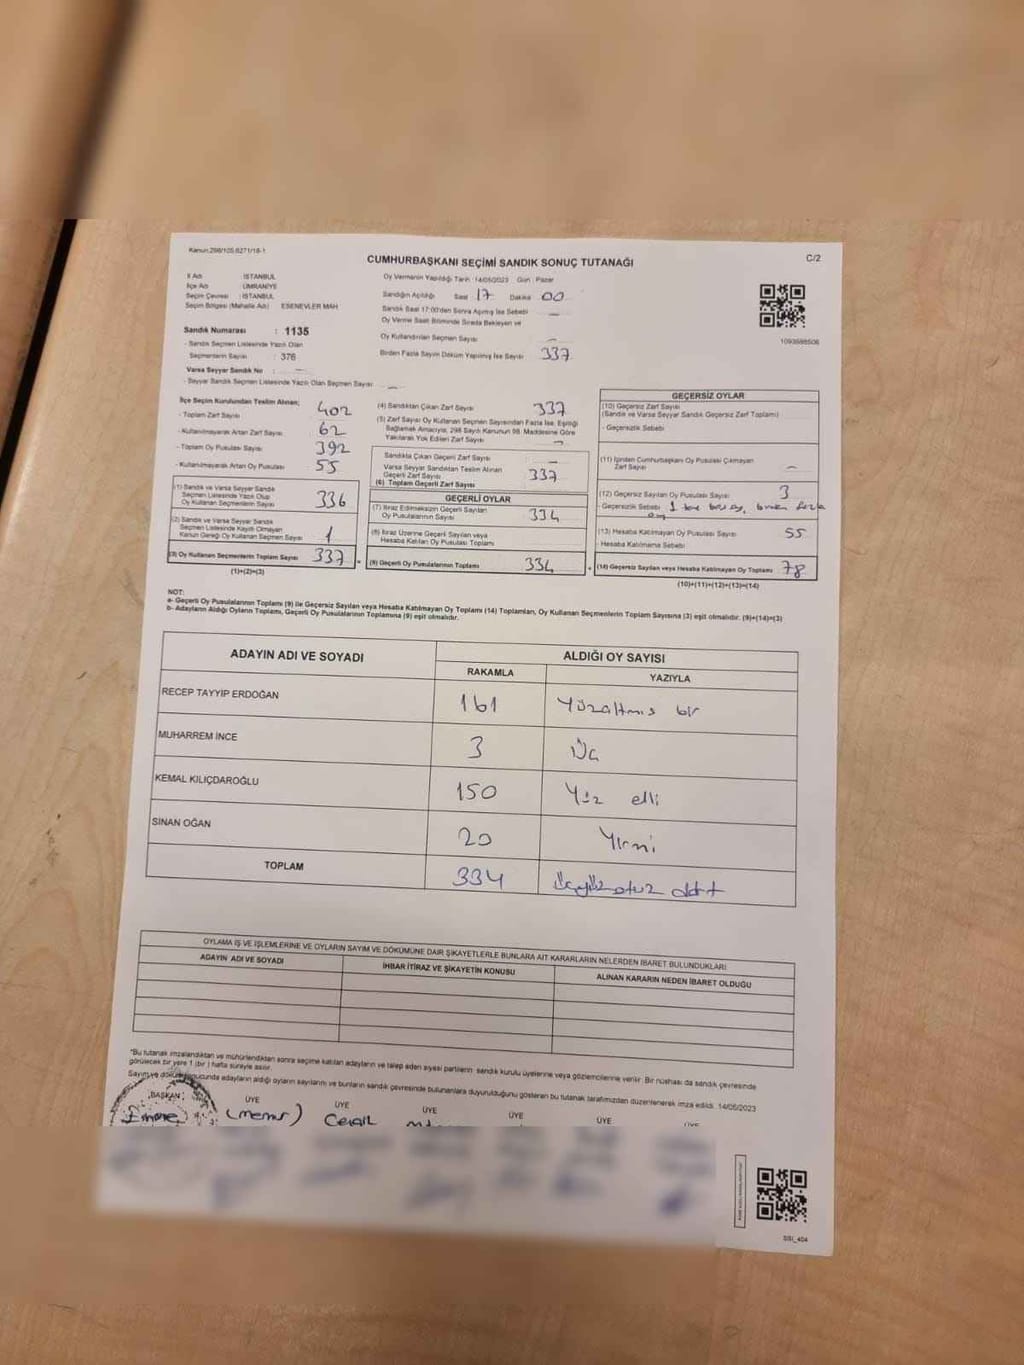 Kanun.298/105.6271/18-1
CUMHURBAŞKANI SEÇİMİ SANDIK SONUÇ TUTANAĞI
C/2
İl Adı : İSTANBUL
İlçe Adı : ÜMRANİYE
Seçim Çevresi : İSTANBUL
Seçim Bölgesi (Mahalle Adı) ESENEVLER MAH
Sandık Numarası : 1135
- Sandık Seçmen Listesinde Yazılı Olan
Seçmenlerin Sayısı : 376
Varsa Seyyar Sandık No : -
- Seyyar Sandık Seçmen Listesinde Yazılı Olan Seçmen Sayısı : -
Oy Vermenin Yapıldığı Tarih : 14/05/2023 Gün : Pazar
Sandığın Açıldığı Saat 17 Dakika 00
Sandık Saat 17:00'den Sonra Açılmış İse Sebebi -
Oy Verme Saati Bitiminde Sırada Bekleyen ve
Oy Kullandırılan Seçmen Sayısı -
Birden Fazla Sayım Döküm Yapılmış İse Sayısı 337
1093588506
İlçe Seçim Kurulundan Teslim Alınan;
- Toplam Zarf Sayısı 402
- Kullanılmayarak Artan Zarf Sayısı 62
- Toplam Oy Pusulası Sayısı 392
- Kullanılmayarak Artan Oy Pusulası 55
(1) Sandık ve Varsa Seyyar Sandık
Seçmen Listesinde Yazılı Olup
Oy Kullanan Seçmenlerin Sayısı 336
(2) Sandık ve Varsa Seyyar Sandık
Seçmen Listesinde Kayıtlı Olmayan
Kanun Gereği Oy Kullanan Seçmen Sayısı 1
(3) Oy Kullanan Seçmenlerin Toplam Sayısı 337
(1)+(2)=(3)
(4) Sandıktan Çıkan Zarf Sayısı 337
(5) Zarf Sayısı Oy Kullanan Seçmen Sayısından Fazla İse, Eşitliği
Sağlamak Amacıyla; 298 Sayılı Kanunun 98. Maddesine Göre
Yakılarak Yok Edilen Zarf Sayısı -
Sandıkta Çıkan Geçerli Zarf Sayısı -
Varsa Seyyar Sandıktan Teslim Alınan
Geçerli Zarf Sayısı
(6) Toplam Geçerli Zarf Sayısı 337
GEÇERLİ OYLAR
(7) İtiraz Edilmeksizin Geçerli Sayılan
Oy Pusulalarının Sayısı 334
(8) İtiraz Üzerine Geçerli Sayılan veya
Hesaba Katılan Oy Pusulası Toplamı
(9) Geçerli Oy Pusulalarının Toplamı 334
GEÇERSİZ OYLAR
(10) Geçersiz Zarf Sayısı
(Sandık ve Varsa Seyyar Sandık Geçersiz Zarf Toplamı)
- Geçersizlik Sebebi
(11) İçinden Cumhurbaşkanı Oy Pusulası Çıkmayan
Zarf Sayısı -
(12) Geçersiz Sayılan Oy Pusulası Sayısı 3
- Geçersizlik Sebebi 1
(13) Hesaba Katılmayan Oy Pusulası Sayısı 55
- Hesaba Katılmama Sebebi
(14) Geçersiz Sayılan veya Hesaba Katılmayan Oy Toplamı 78
(10)+(11)+(12)+(13)=(14)
NOT:
a- Geçerli Oy Pusulalarının Toplamı (9) ile Geçersiz Sayılan veya Hesaba Katılmayan Oy Toplamı (14) Toplamları, Oy Kullanan Seçmenlerin Toplam Sayısına (3) eşit olmalıdır. (9)+(14)=(3)
b- Adayların Aldığı Oyların Toplamı, Geçerli Oy Pusulalarının Toplamına (9) eşit olmalıdır.
ADAYIN ADI VE SOYADI
ALDIĞI OY SAYISI
RAKAMLA YAZIYLA
RECEP TAYYIP ERDOĞAN 161 Yüzaltmış bir
MUHARREM İNCE 3 Üç
KEMAL KILIÇDAROĞLU 150 Yüz elli
SİNAN OĞAN 20 Yirmi
TOPLAM 334 Üçyüzotuz dört
OYLAMA İŞ VE İŞLEMLERİNE VE OYLARIN SAYIM VE DÖKÜMÜNE DAİR ŞİKAYETLERLE BUNLARA AİT KARARLARIN NELERDEN İBARET BULUNDUKLARI
ADAYIN ADI VE SOYADI İHBAR İTİRAZ VE ŞİKAYETİN KONUSU ALINAN KARARIN NEDEN İBARET OLDUĞU
"Bu tutanak imzalandıktan ve mühürlendikten sonra seçime katılan adayların ve talep eden siyasi partilerin sandık kurulu üyelerine veya gözlemcilerine verilir. Bir nüshası da sandık çevresinde
görülecek bir yere 1 (bir) hafta süreyle asılır.
Sayım ve döküm sonucunda adayların aldığı oyların sayılarını ve bunların sandık çevresinde bulunanlara duyurulduğunu gösteren bu tutanak tarafımızdan düzenlenerek imza edildi. 14/05/2023
BAŞKAN ÜYE ÜYE ÜYE ÜYE ÜYE ÜYE
Emine (memur)
SSI_404